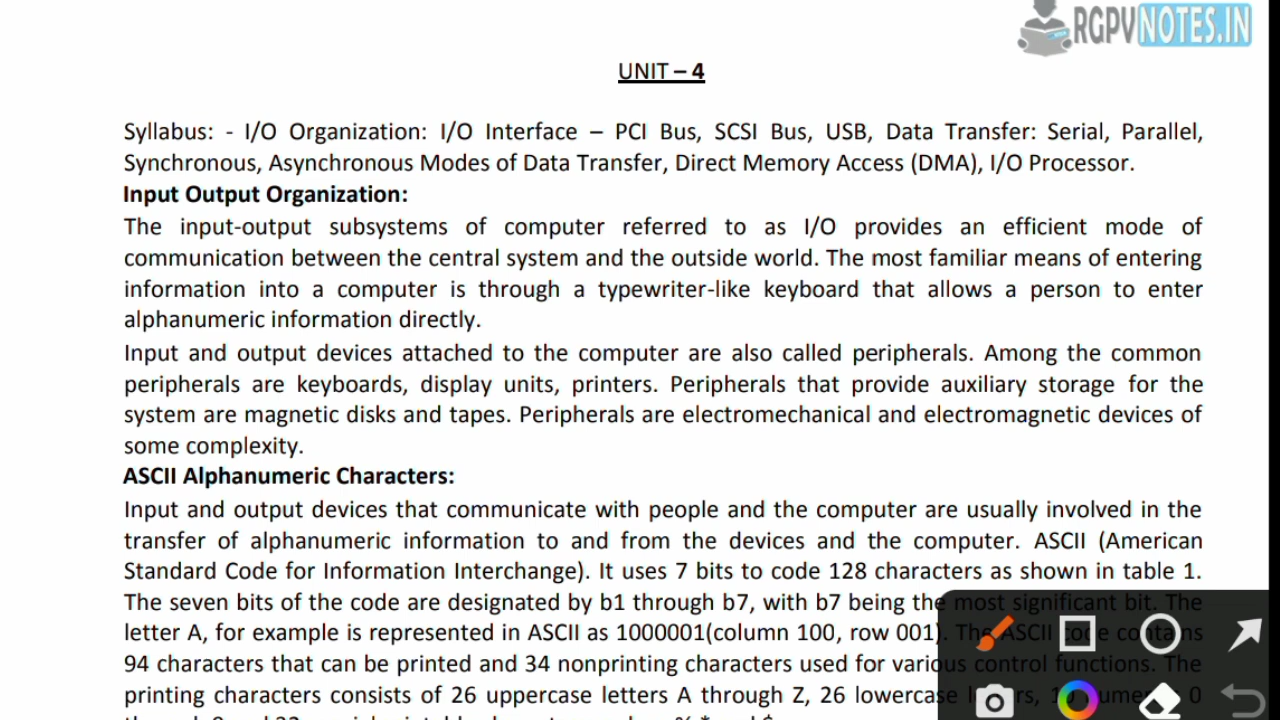 RGPVNOTES.IN
UNIT – 4
Syllabus: - I/O Organization: I/O Interface – PCI Bus, SCSI Bus, USB, Data Transfer: Serial, Parallel,
Synchronous, Asynchronous Modes of Data Transfer, Direct Memory Access (DMA), I/O Processor.
Input Output Organization:
The input-output subsystems of computer referred to as I/O provides an efficient mode of
communication between the central system and the outside world. The most familiar means of entering
information into a computer is through a typewriter-like keyboard that allows a person to enter
alphanumeric information directly.
Input and output devices attached to the computer are also called peripherals. Among the common
peripherals are keyboards, display units, printers. Peripherals that provide auxiliary storage for the
system are magnetic disks and tapes. Peripherals are electromechanical and electromagnetic devices of
some complexity.
ASCII Alphanumeric Characters:
Input and output devices that communicate with people and the computer are usually involved in the
transfer of alphanumeric information to and from the devices and the computer. ASCII (American
Standard Code for Information Interchange). It uses 7 bits to code 128 characters as shown in table 1.
The seven bits of the code are designated by b1 through b7, with b7 being the most significant bit. The
letter A, for example is represented in ASCII as 1000001(column 100, row 001). The ASCII code contains
94 characters that can be printed and 34 nonprinting characters used for various control functions. The
printing characters consists of 26 uppercase letters A through Z, 26 lowercase 0